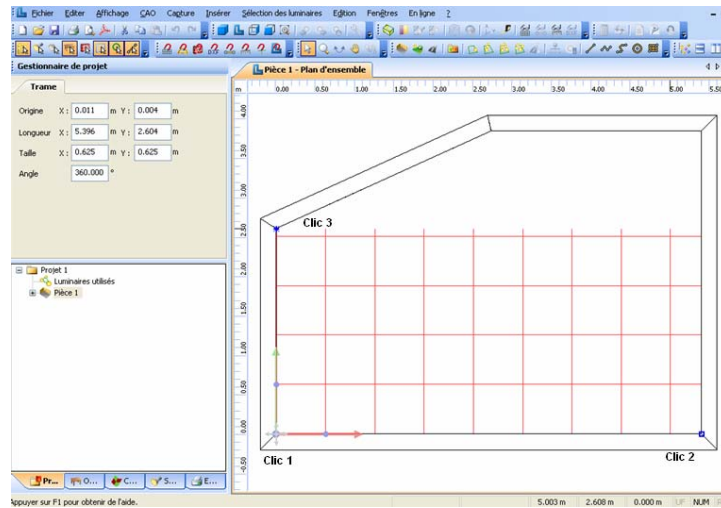 Fichier Editer Affichage CAO Capture Insérer Sélection des luminaires Edition Fenêtres En ligne ?
Gestionnaire de projet
Pièce 1 - Plan d'ensemble
Trame
Origine X : 0.011 m Y : 0.004 m
Longueur X : 5.396 m Y : 2.604 m
Taille X : 0.625 m Y : 0.625 m
Angle 360.000 °
m 0.00 0.50 1.00 1.50 2.00 2.50 3.00 3.50 4.00 4.50 5.00 5.50
4.00
3.50
3.00
2.50
2.00
1.50
1.00
0.50
0.00
-0.50
Clic 3
Projet 1
Luminaires utilisés
Pièce 1
Clic 1
Clic 2
Pr... O... C... S... E...
Appuyer sur F1 pour obtenir de l'aide.
5.003 m 2.608 m 0.000 m UF NUM